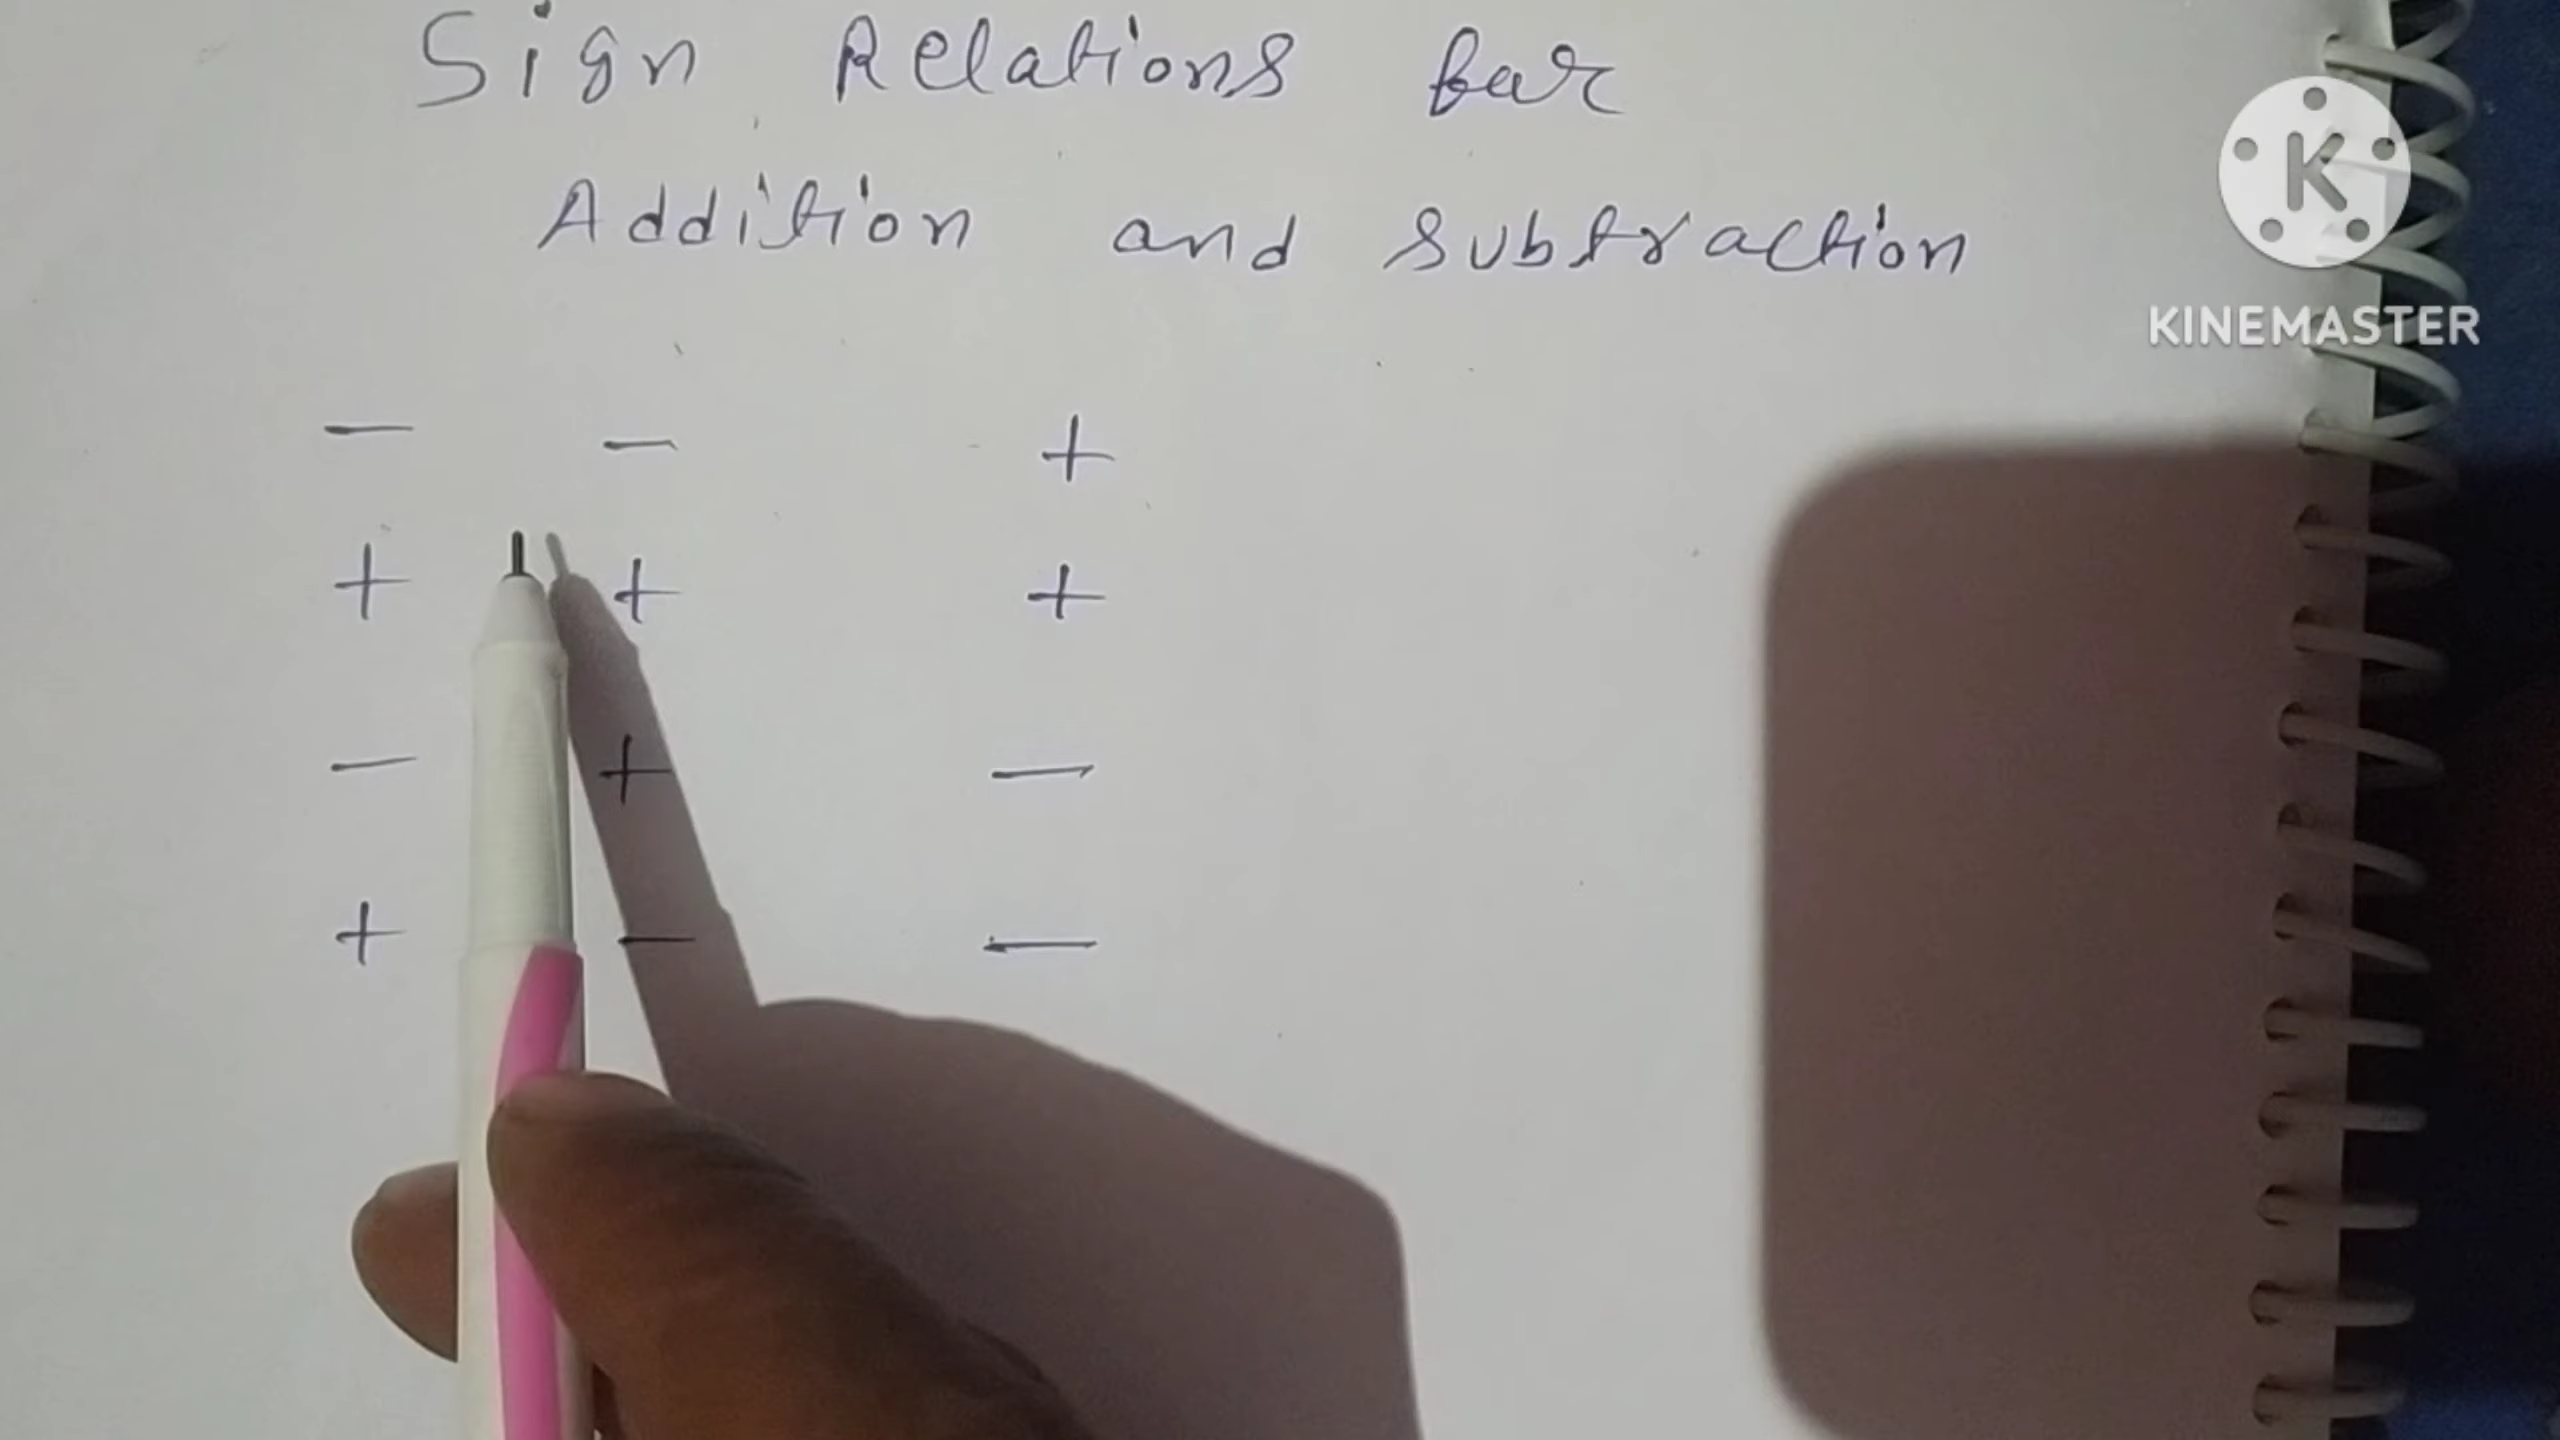 Sign Relations for
Addition and subtraction
K
KINEMASTER
- - +
+ + +
- + -
+ - -